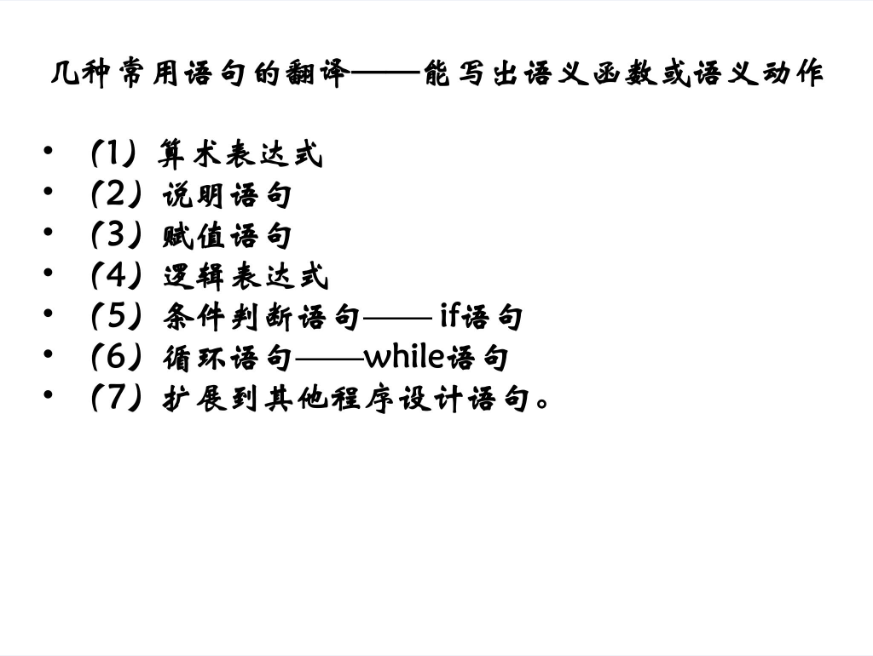 几种常用语句的翻译——能写出语义函数或语义动作
• （1）算术表达式
• （2）说明语句
• （3）赋值语句
• （4）逻辑表达式
• （5）条件判断语句—— if语句
• （6）循环语句——while语句
• （7）扩展到其他程序设计语句。